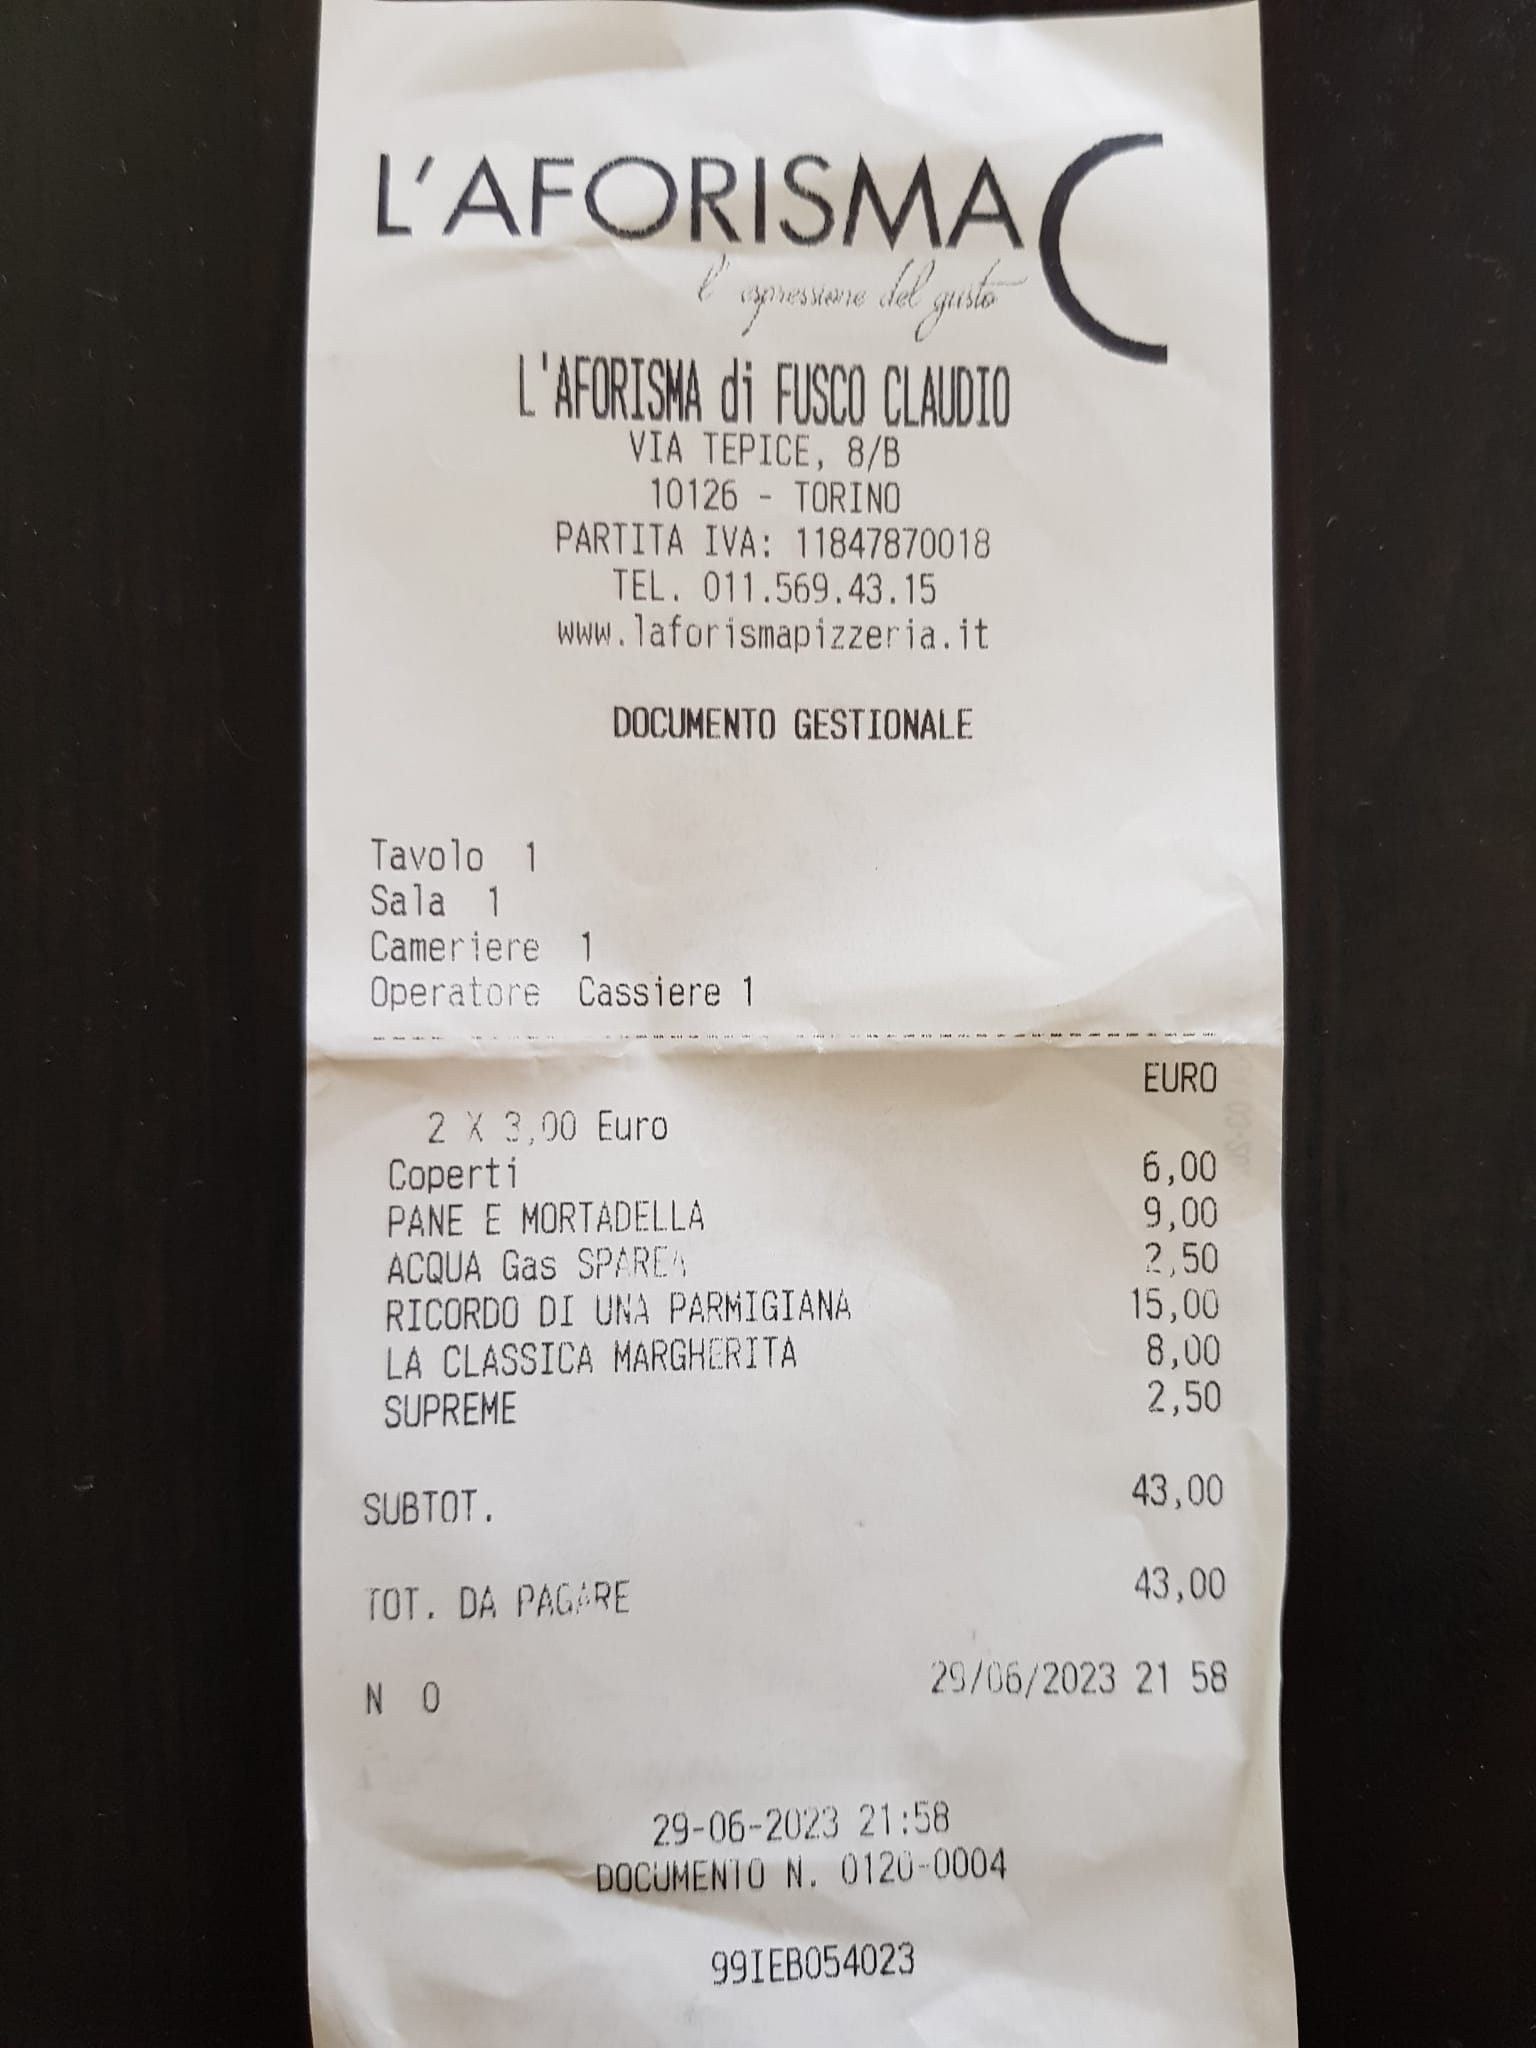 L'AFORISMA
l'espressione del gusto
L'AFORISMA di FUSCO CLAUDIO
VIA TEPICE, 8/B
10126 - TORINO
PARTITA IVA: 11847870018
TEL. 011.569.43.15
www.laforismapizzeria.it
DOCUMENTO GESTIONALE
Tavolo 1
Sala 1
Cameriere 1
Operatore Cassiere 1
EURO
2 X 3,00 Euro
Coperti 6,00
PANE E MORTADELLA 9,00
ACQUA Gas SPAREA 2,50
RICORDO DI UNA PARMIGIANA 15,00
LA CLASSICA MARGHERITA 8,00
SUPREME 2,50
SUBTOT. 43,00
TOT. DA PAGARE 43,00
N 0 29/06/2023 21 58
29-06-2023 21:58
DOCUMENTO N. 0120-0004
99IEB054023